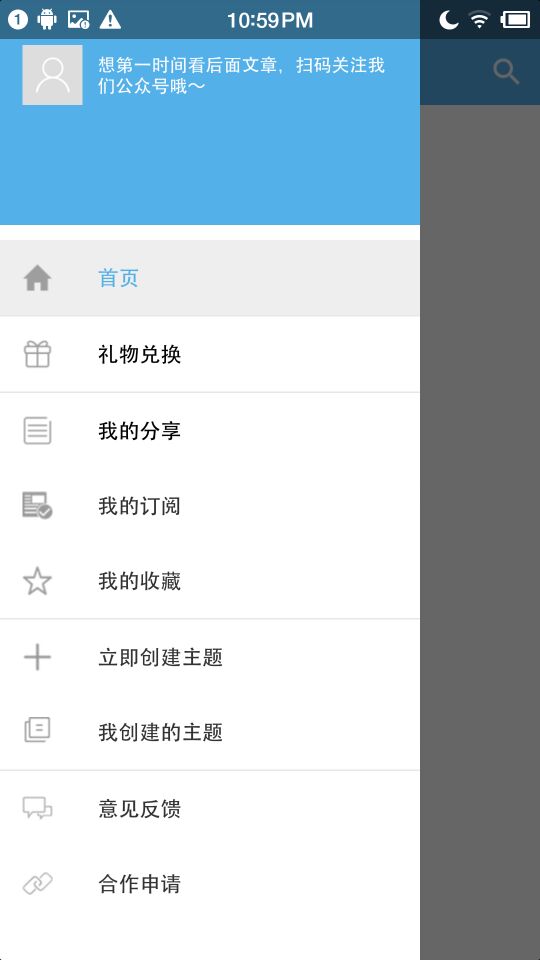 10:59PM
想第一时间看后面文章，扫码关注我
们公众号哦～
首页
礼物兑换
我的分享
我的订阅
我的收藏
立即创建主题
我创建的主题
意见反馈
合作申请